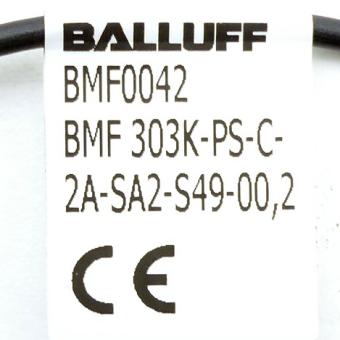 BALLUFF
BMF0042
BMF 303K-PS-C-
2A-SA2-S49-00,2
CE